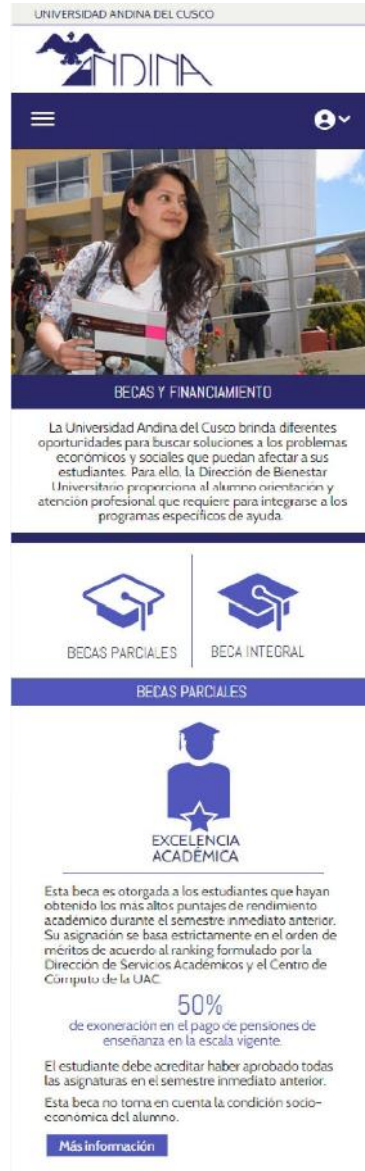 UNIVERSIDAD ANDINA DEL CUSCO
ANDINA
BECAS Y FINANCIAMIENTO
La Universidad Andina del Cusco brinda diferentes
oportunidades para buscar soluciones a los problemas
económicos y sociales que puedan afectar a sus
estudiantes. Para ello, la Dirección de Bienestar
Universitario proporciona al alumno orientación y
atención profesional que requiere para integrarse a los
programas específicos de ayuda.
BECAS PARCIALES
BECA INTEGRAL
BECAS PARCIALES
EXCELENCIA
ACADÉMICA
Esta beca es otorgada a los estudiantes que hayan
obtenido los más altos puntajes de rendimiento
académico durante el semestre inmediato anterior.
Su asignación se basa estrictamente en el orden de
méritos de acuerdo al ranking formulado por la
Dirección de Servicios Académicos y el Centro de
Cómputo de la UAC.
50%
de exoneración en el pago de pensiones de
enseñanza en la escala vigente.
El estudiante debe acreditar haber aprobado todas
las asignaturas en el semestre inmediato anterior.
Esta beca no toma en cuenta la condición socio-
económica del alumno.
Más información